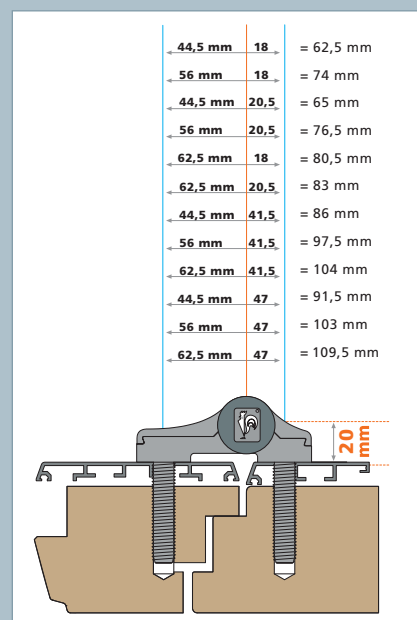 44,5 mm 18 = 62,5 mm
56 mm 18 = 74 mm
44,5 mm 20,5 = 65 mm
56 mm 20,5 = 76,5 mm
62,5 mm 18 = 80,5 mm
62,5 mm 20,5 = 83 mm
44,5 mm 41,5 = 86 mm
56 mm 41,5 = 97,5 mm
62,5 mm 41,5 = 104 mm
44,5 mm 47 = 91,5 mm
56 mm 47 = 103 mm
62,5 mm 47 = 109,5 mm
20
mm